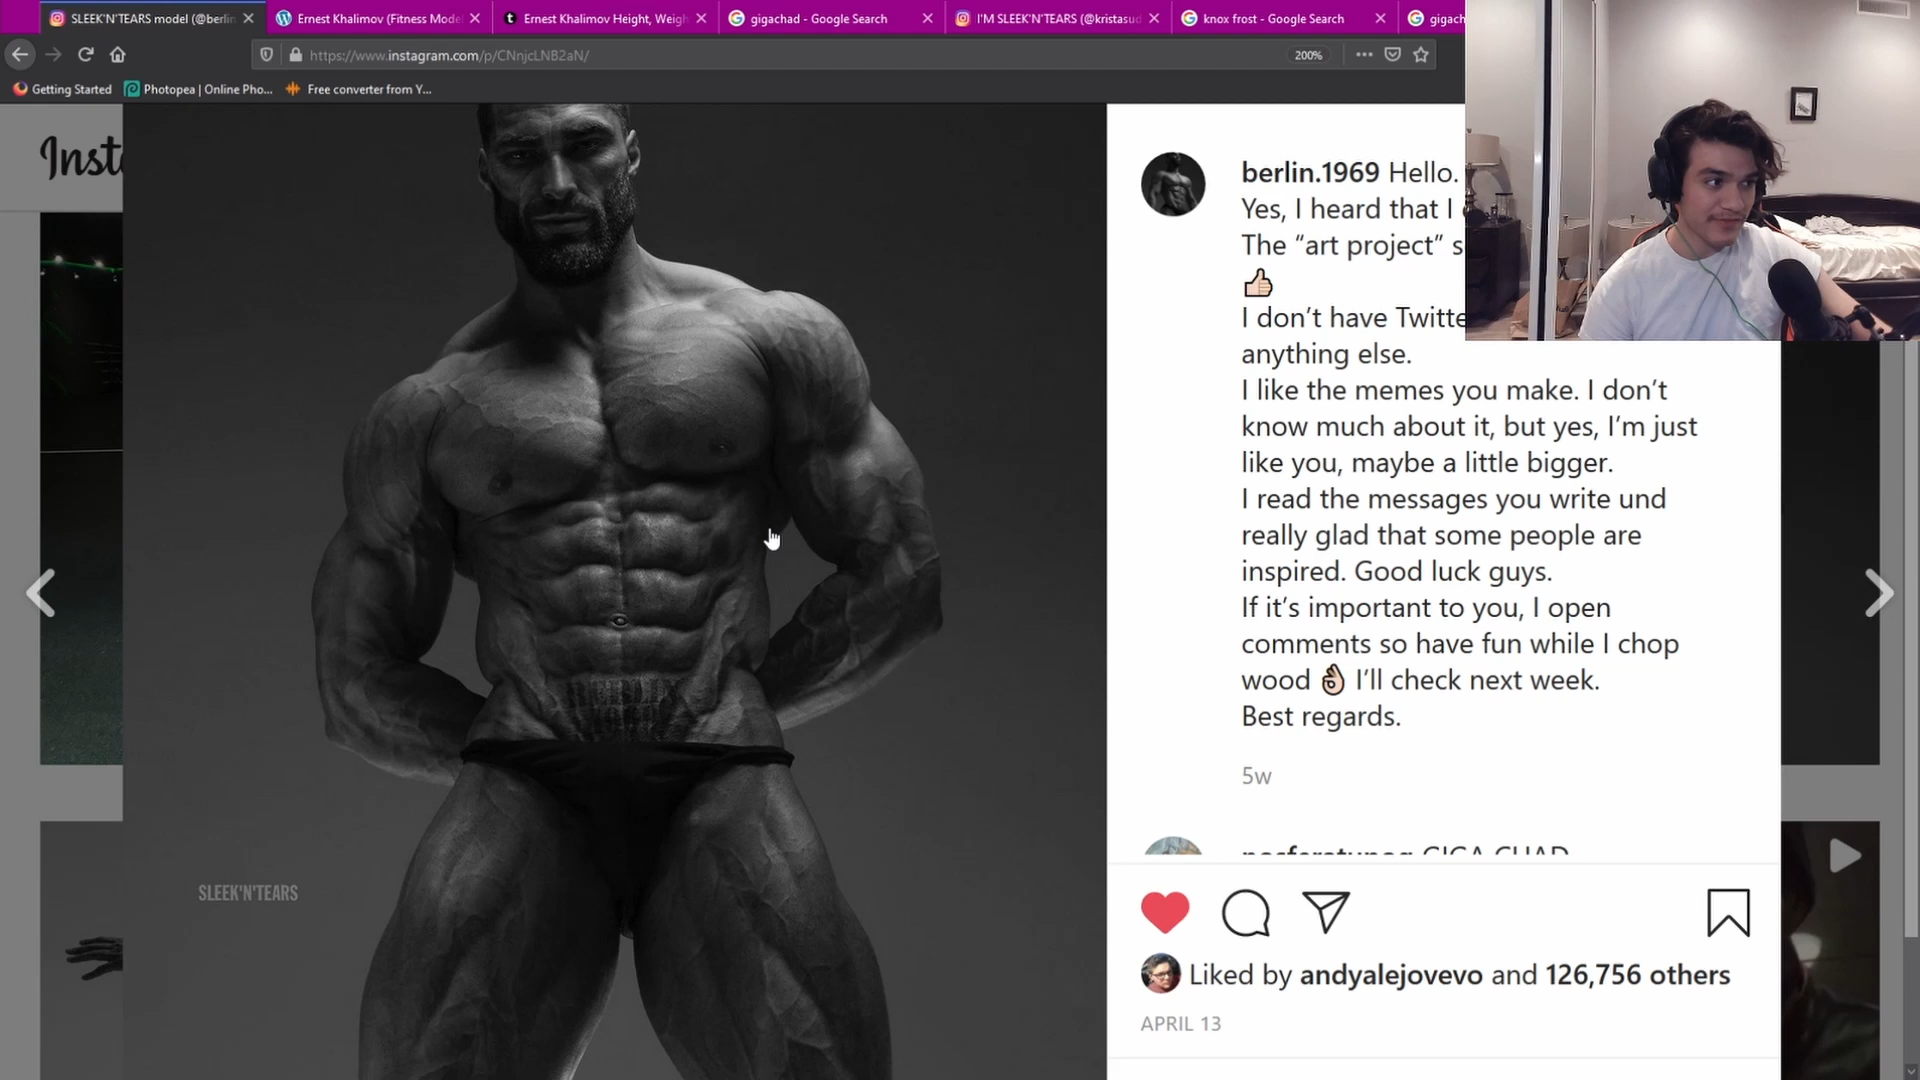 SLEEK'N'TEARS model (@berlin
Ernest Khalimov (Fitness Mode
Ernest Khalimov Height, Weigh
gigachad - Google Search
I'M SLEEK'N'TEARS (@kristasud
knox frost - Google Search
gigach
https://www.instagram.com/p/CNnjcLNB2aN/
200%
Getting Started
Photopea | Online Pho...
Free converter from Y...
Inst
berlin.1969 Hello.
Yes, I heard that I
The “art project” s
👍🏻
I don’t have Twitte
anything else.
I like the memes you make. I don’t
know much about it, but yes, I’m just
like you, maybe a little bigger.
I read the messages you write und
really glad that some people are
inspired. Good luck guys.
If it’s important to you, I open
comments so have fun while I chop
wood 👌🏻 I’ll check next week.
Best regards.
5w
GIGA CHAD
SLEEK'N'TEARS
Liked by andyalejovevo and 126,756 others
APRIL 13